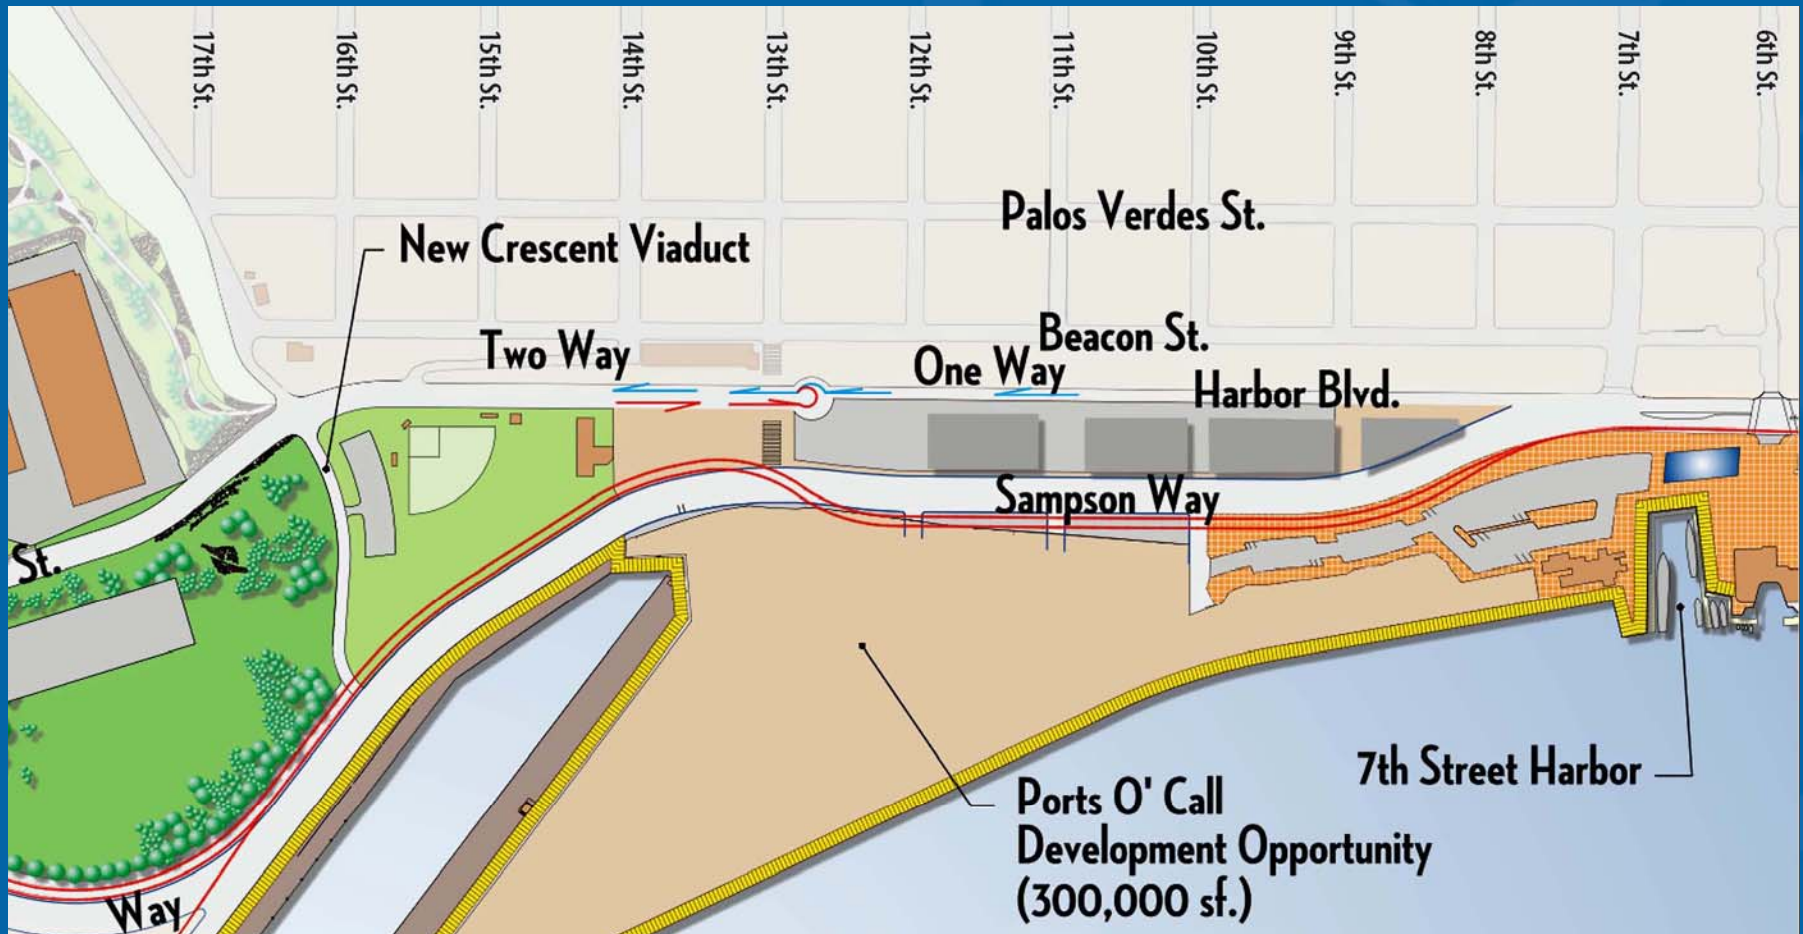 17th St.
16th St.
15th St.
14th St.
13th St.
12th St.
11th St.
10th St.
9th St.
8th St.
7th St.
6th St.
Palos Verdes St.
New Crescent Viaduct
Beacon St.
Two Way
One Way
Harbor Blvd.
Sampson Way
St.
7th Street Harbor
Ports O' Call
Development Opportunity
(300,000 sf.)
Way